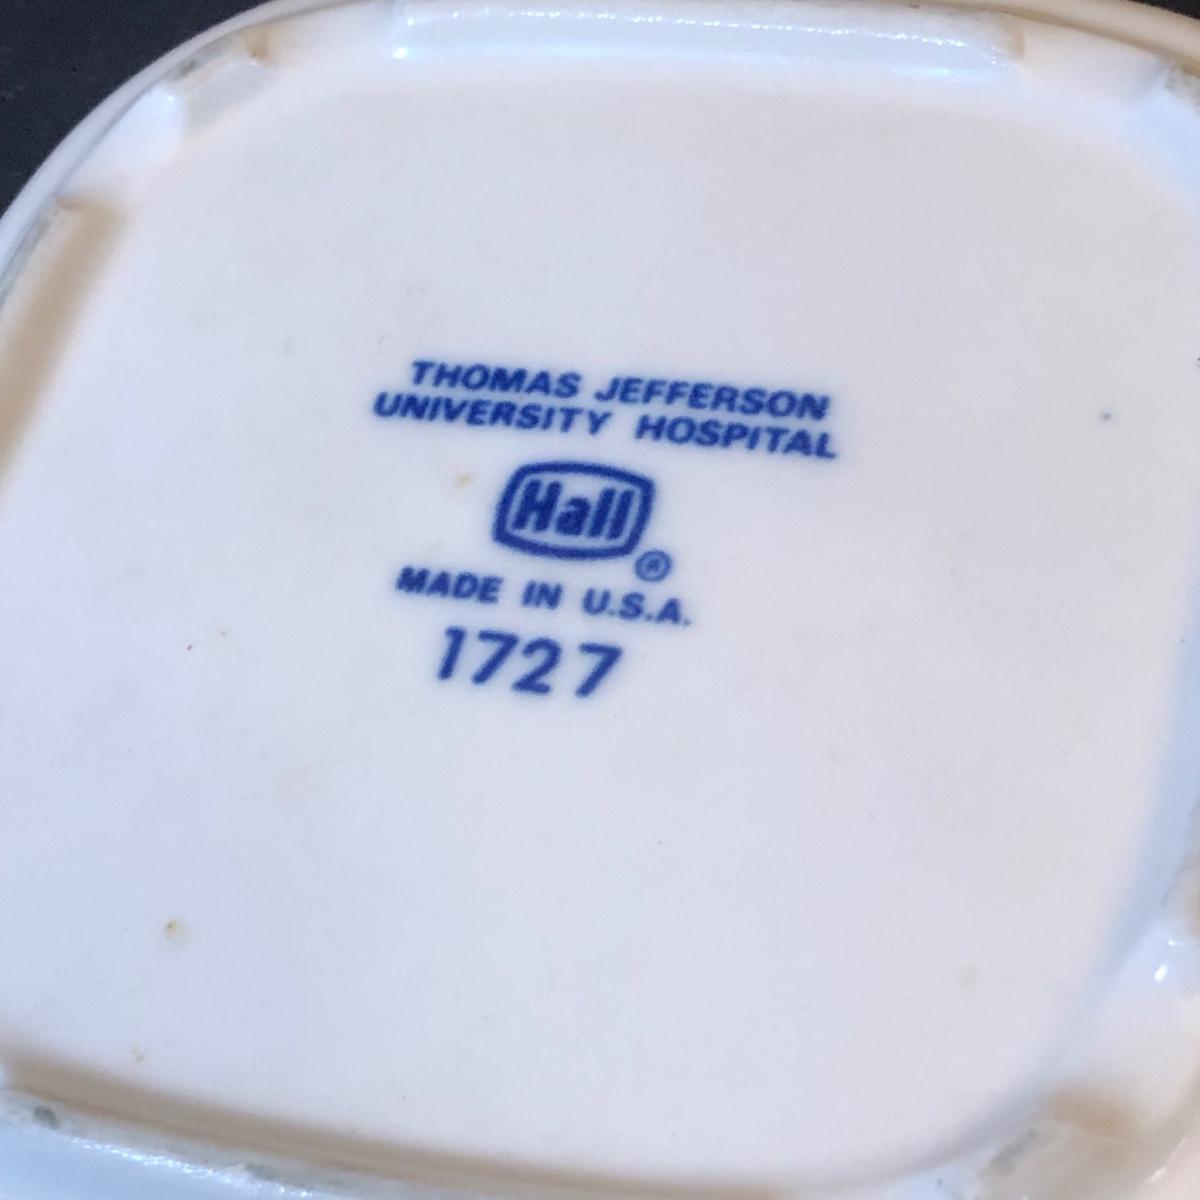 THOMAS JEFFERSON
UNIVERSITY HOSPITAL
Hall
®
MADE IN U.S.A.
1727